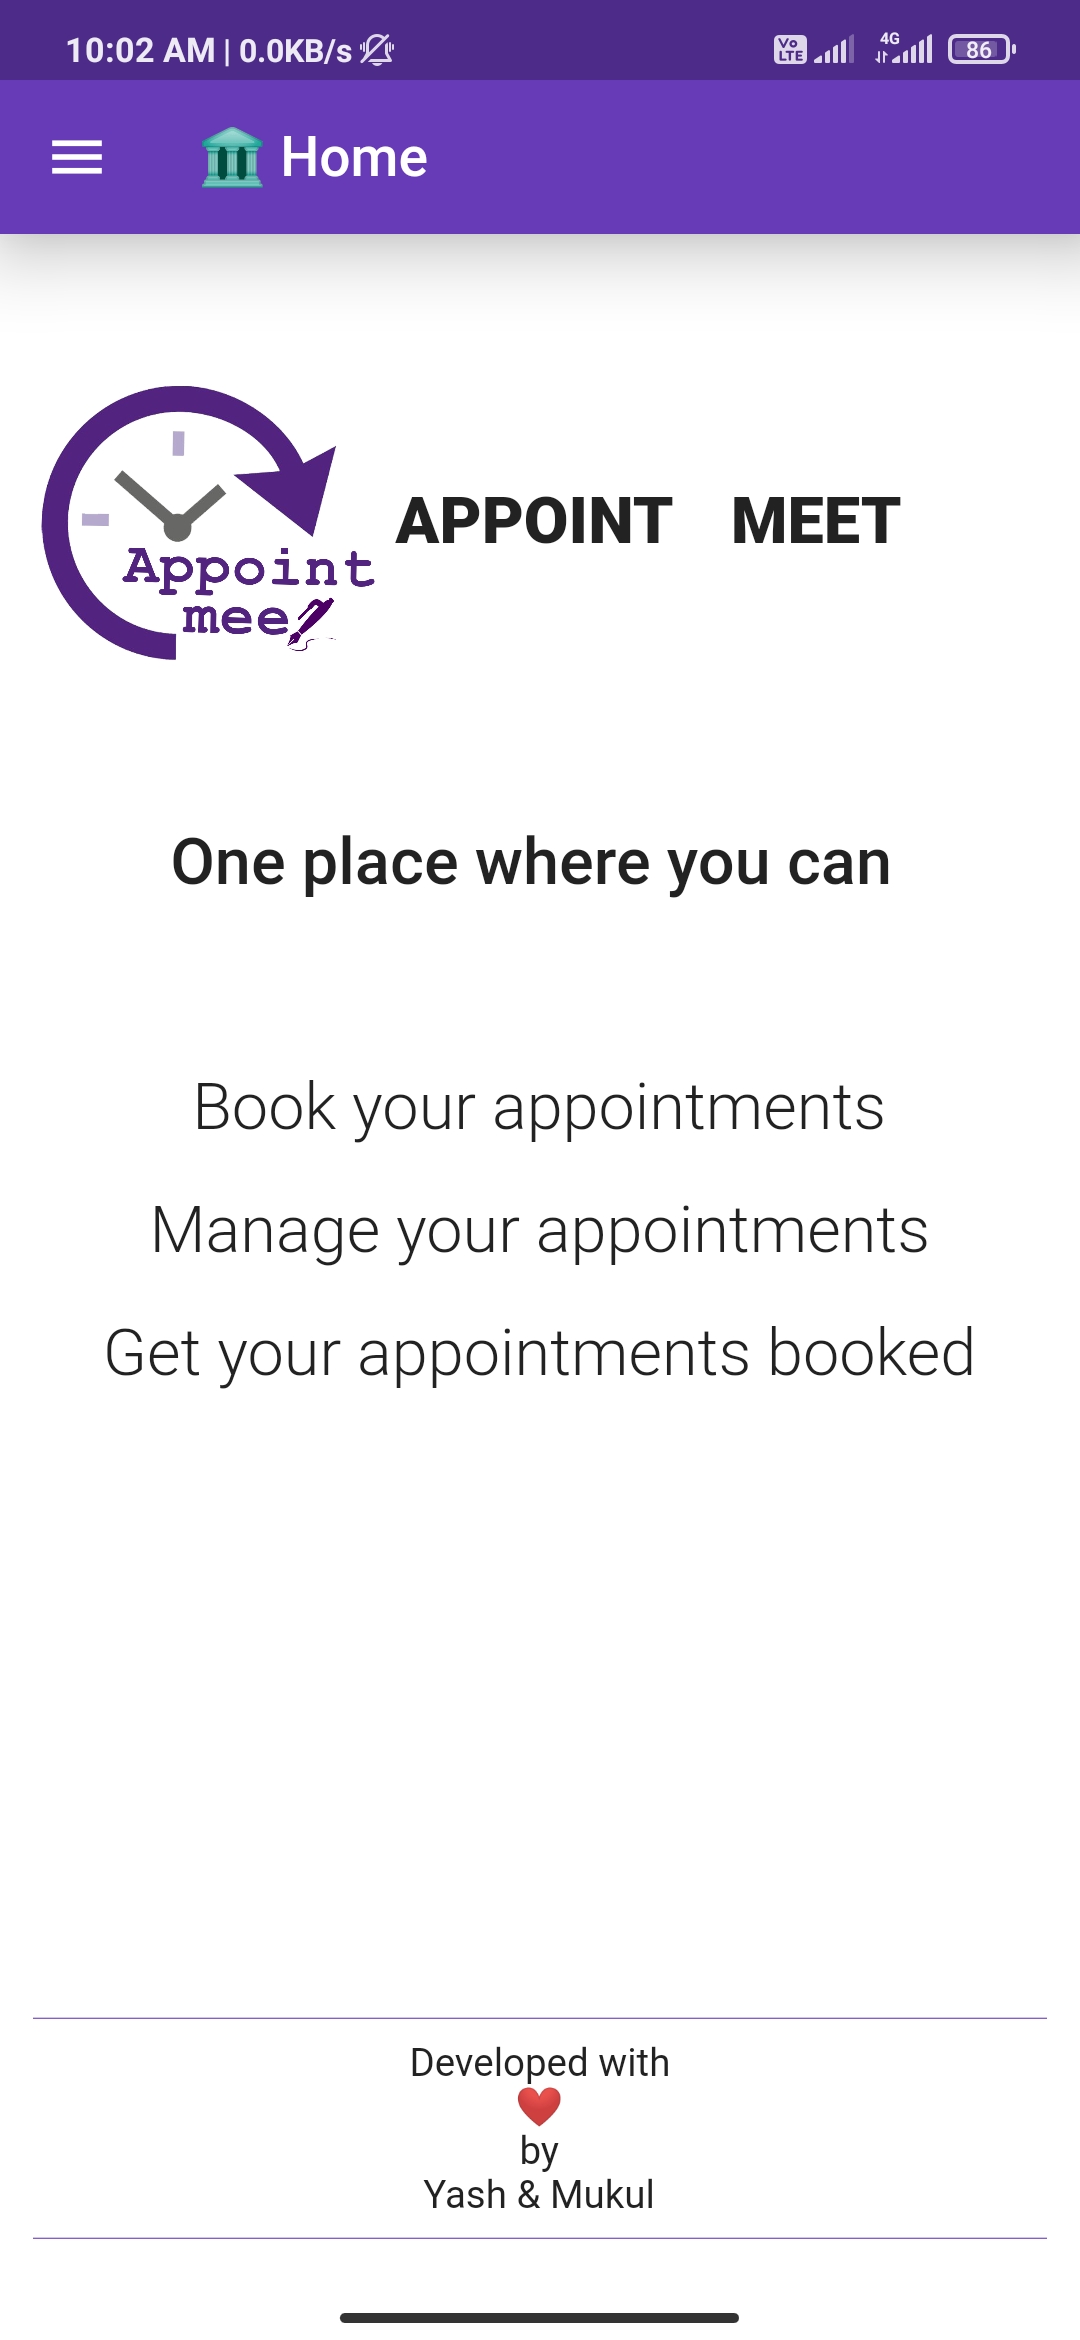 10:02 AM | 0.0KB/s Vo LTE 4G 86
Home
APPOINT MEET
Appoint
meet
One place where you can
Book your appointments
Manage your appointments
Get your appointments booked
Developed with
❤️
by
Yash & Mukul